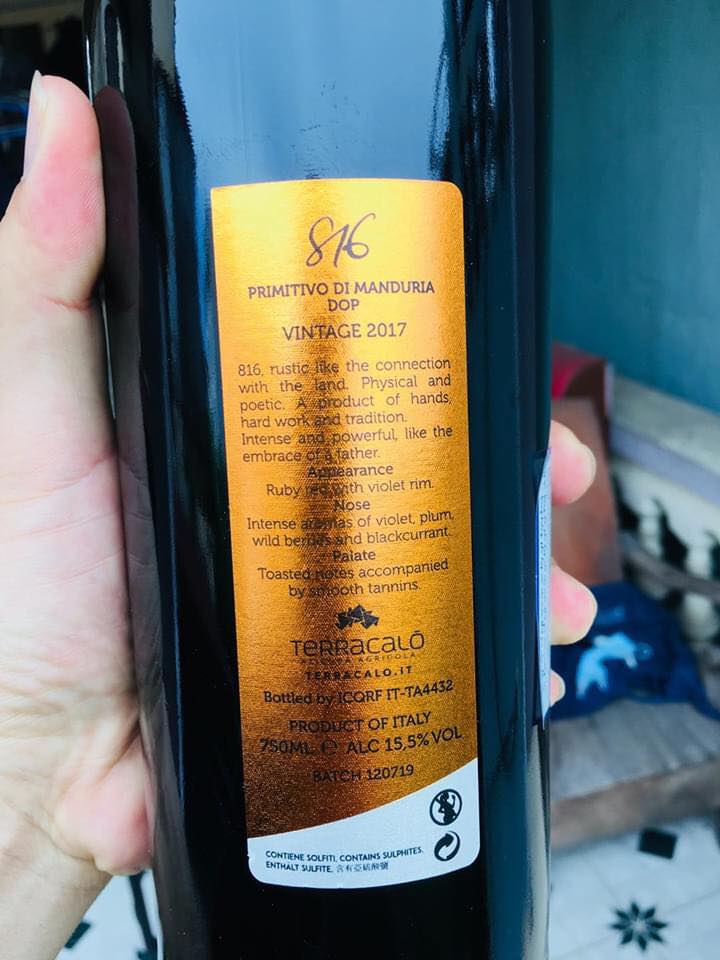 816
PRIMITIVO DI MANDURIA
DOP
VINTAGE 2017
816, rustic like the connection
with the land. Physical and
poetic. A product of hands,
hard work and tradition.
Intense and powerful, like the
embrace of a father.
Appearance
Ruby red with violet rim.
Nose
Intense aromas of violet, plum,
wild berries and blackcurrant.
Palate
Toasted notes accompanied
by smooth tannins.
TERRACALÒ
AZIENDA AGRICOLA
TERRACALO.IT
Bottled by ICQRF IT-TA4432
PRODUCT OF ITALY
750ML ℮ ALC 15,5% VOL
BATCH 120719
CONTIENE SOLFITI, CONTAINS SULPHITES,
ENTHALT SULFITE, 含有亞硫酸鹽